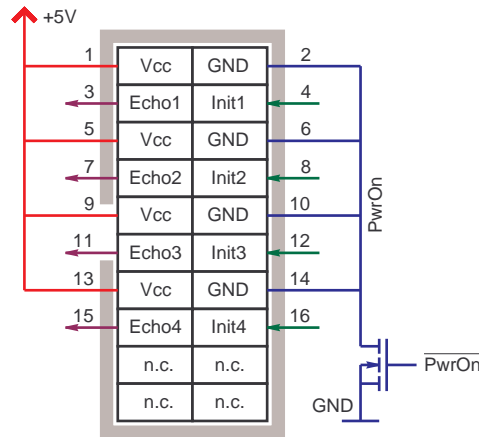 +5V
1 Vcc GND 2
3 Echo1 Init1 4
5 Vcc GND 6
7 Echo2 Init2 8
9 Vcc GND 10
PwrOn
11 Echo3 Init3 12
13 Vcc GND 14
15 Echo4 Init4 16
n.c. n.c.
PwrOn
n.c. n.c.
GND